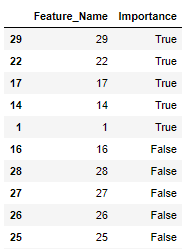 Feature_Name Importance
29 29 True
22 22 True
17 17 True
14 14 True
1 1 True
16 16 False
28 28 False
27 27 False
26 26 False
25 25 False